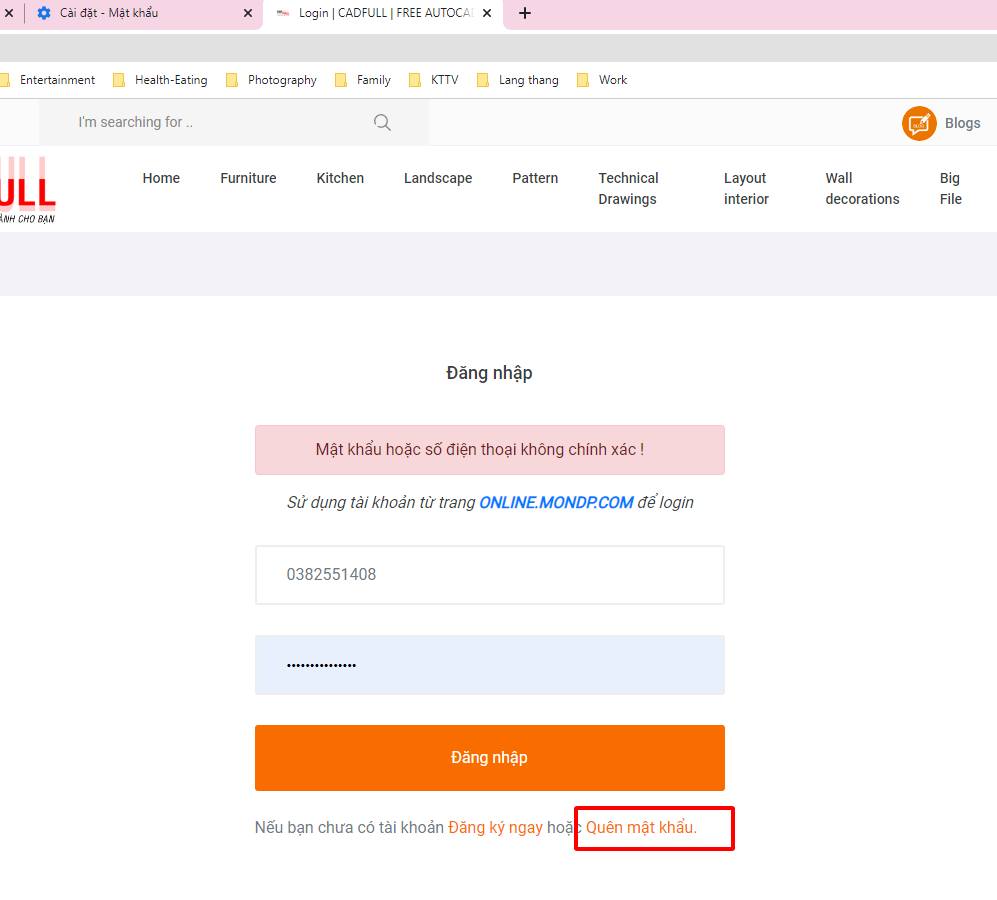 Cài đặt - Mật khẩu
Login | CADFULL | FREE AUTOCA
Entertainment Health-Eating Photography Family KTTV Lang thang Work
I'm searching for ..
Blogs
ULL
ÀNH CHO BẠN
Home Furniture Kitchen Landscape Pattern Technical Drawings Layout interior Wall decorations Big File
Đăng nhập
Mật khẩu hoặc số điện thoại không chính xác !
Sử dụng tài khoản từ trang ONLINE.MONDP.COM để login
0382551408
Đăng nhập
Nếu bạn chưa có tài khoản Đăng ký ngay hoặc Quên mật khẩu.